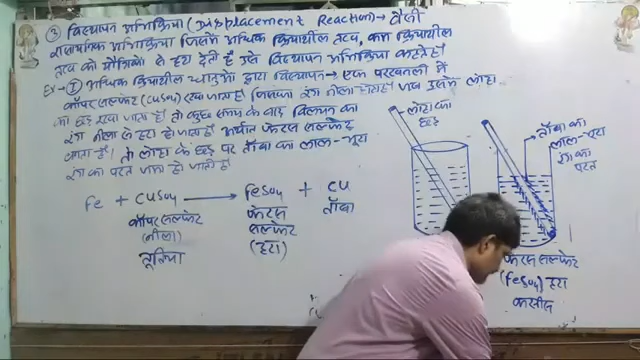 ③ विस्थापन अभिक्रिया (Displacement Reaction) → वैसी
रासायनिक अभिक्रिया जिसमें अधिक क्रियाशील तत्व, कम क्रियाशील
तत्व को यौगिकों से हटा देती है उसे विस्थापन अभिक्रिया कहते हैं
Ex → ① अधिक क्रियाशील धातुओं द्वारा विस्थापन → एक परखनली में
कॉपर सल्फेट (CuSO4) रखा जाता है जिसका रंग नीला होता है जब उसमें लोहा
का छड़ रखा जाता है तो कुछ समय के बाद विलयन का
रंग नीला से हरा हो जाता है अर्थात फेरस सल्फेट
जाता है। तो लोहा के छड़ पर ताँबा का लाल-भूरा
रंग का परत जमा हो जाती है
Fe + CuSO4 → FeSO4 + Cu
कॉपर सल्फेट
(नीला)
तूतिया
फेरस
सल्फेट
(हरा)
ताँबा
लोहा का
छड़
ताँबा का
लाल-भूरा
रंग का
परत
फेरस सल्फेट
(FeSO4) हरा
कसीस